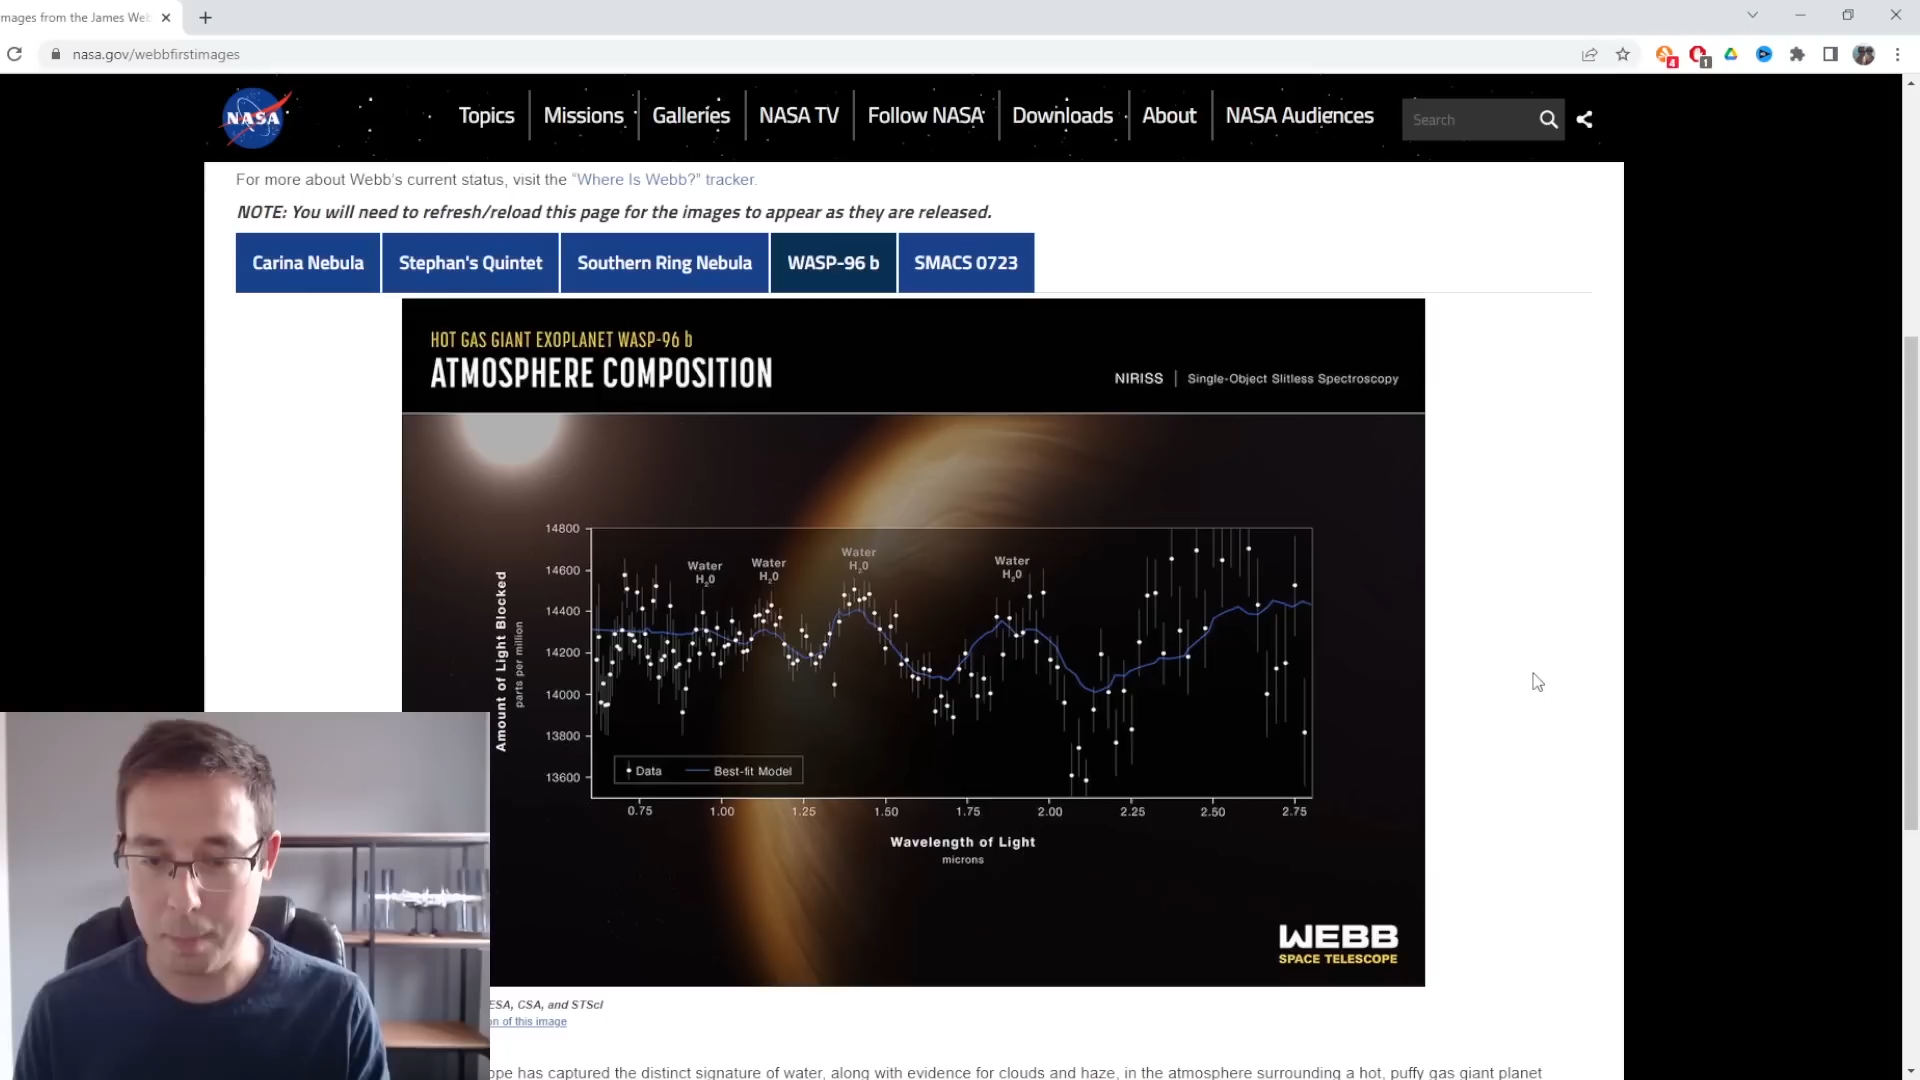 mages from the James Web
nasa.gov/webbfirstimages
4
1
NASA
Topics
Missions
Galleries
NASA TV
Follow NASA
Downloads
About
NASA Audiences
Search
For more about Webb's current status, visit the "Where Is Webb?" tracker.
NOTE: You will need to refresh/reload this page for the images to appear as they are released.
Carina Nebula
Stephan's Quintet
Southern Ring Nebula
WASP-96 b
SMACS 0723
HOT GAS GIANT EXOPLANET WASP-96 b
ATMOSPHERE COMPOSITION
NIRISS | Single-Object Slitless Spectroscopy
Amount of Light Blocked
parts per million
14800
14600
14400
14200
14000
13800
13600
Water
H₂O
Water
H₂O
Water
H₂O
Water
H₂O
Data
Best-fit Model
0.75 1.00 1.25 1.50 1.75 2.00 2.25 2.50 2.75
Wavelength of Light
microns
WEBB
SPACE TELESCOPE
ESA, CSA, and STScI
on of this image
ope has captured the distinct signature of water, along with evidence for clouds and haze, in the atmosphere surrounding a hot, puffy gas giant planet